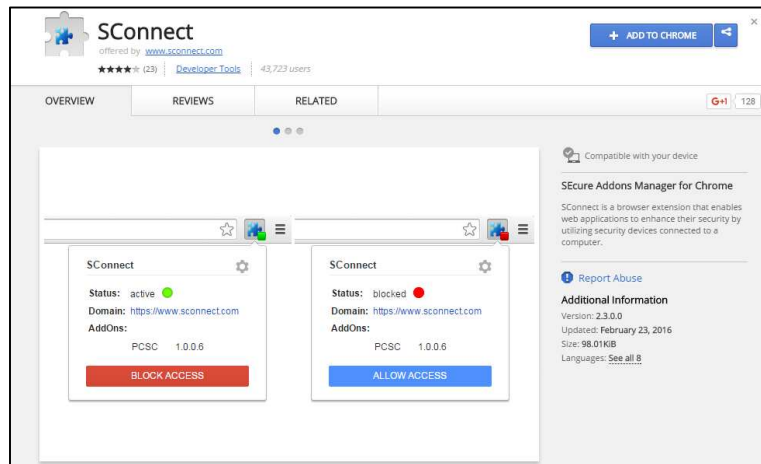 SConnect
offered by www.sconnect.com
(23) Developer Tools 43,723 users
+ ADD TO CHROME
OVERVIEW REVIEWS RELATED
G+1 128
SConnect
Status: active
Domain: https://www.sconnect.com
AddOns:
PCSC 1.0.0.6
BLOCK ACCESS
SConnect
Status: blocked
Domain: https://www.sconnect.com
AddOns:
PCSC 1.0.0.6
ALLOW ACCESS
Compatible with your device
SEcure Addons Manager for Chrome
SConnect is a browser extension that enables
web applications to enhance their security by
utilizing security devices connected to a
computer.
Report Abuse
Additional Information
Version: 2.3.0.0
Updated: February 23, 2016
Size: 98.01KiB
Languages: See all 8